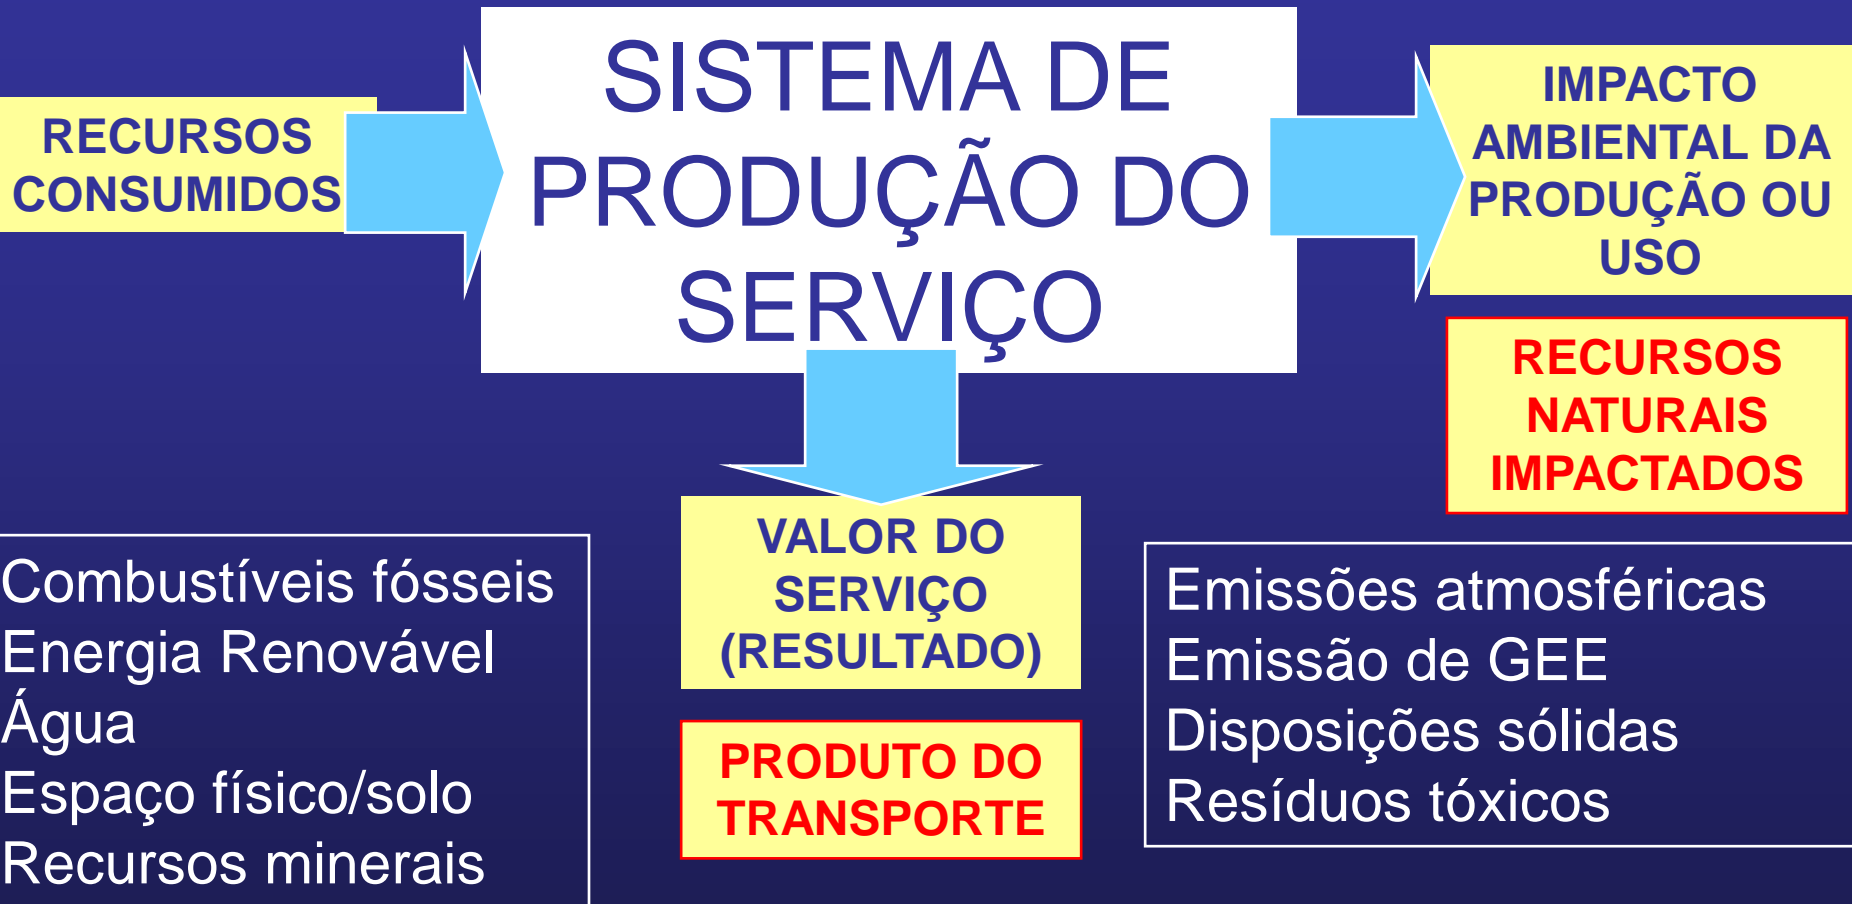 SISTEMA DE
PRODUÇÃO DO
SERVIÇO
RECURSOS
CONSUMIDOS
IMPACTO
AMBIENTAL DA
PRODUÇÃO OU
USO
RECURSOS
NATURAIS
IMPACTADOS
VALOR DO
SERVIÇO
(RESULTADO)
PRODUTO DO
TRANSPORTE
Combustíveis fósseis
Energia Renovável
Água
Espaço físico/solo
Recursos minerais
Emissões atmosféricas
Emissão de GEE
Disposições sólidas
Resíduos tóxicos